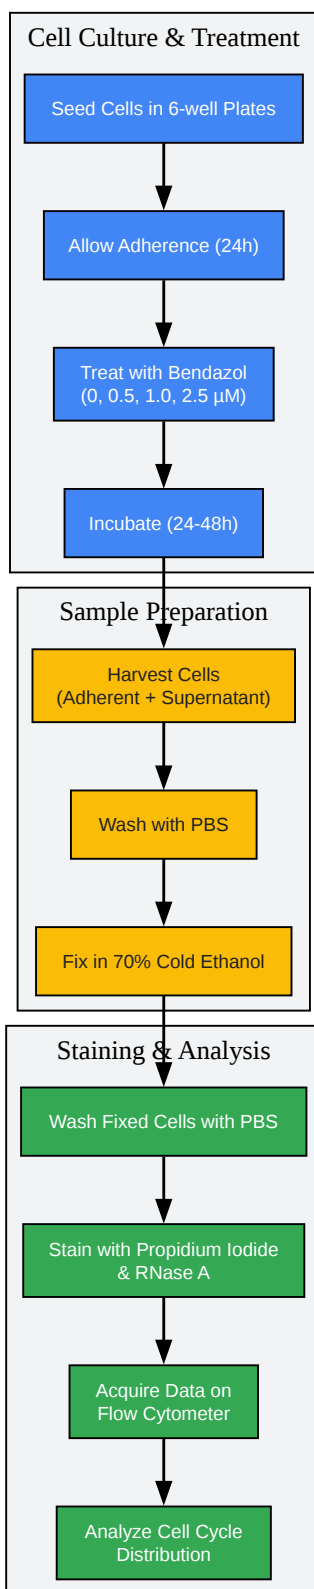 Cell Culture & Treatment
Seed Cells in 6-well Plates
Allow Adherence (24h)
Treat with Bendazol
(0, 0.5, 1.0, 2.5 µM)
Incubate (24-48h)
Sample Preparation
Harvest Cells
(Adherent + Supernatant)
Wash with PBS
Fix in 70% Cold Ethanol
Staining & Analysis
Wash Fixed Cells with PBS
Stain with Propidium Iodide
& RNase A
Acquire Data on
Flow Cytometer
Analyze Cell Cycle
Distribution